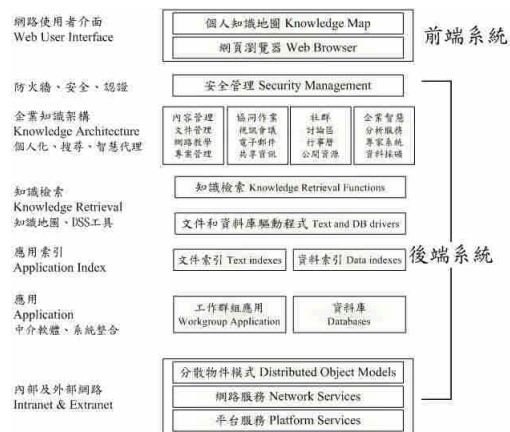 網路使用者介面
Web User Interface
個人知識地圖 Knowledge Map
網頁瀏覽器 Web Browser
前端系統
防火牆、安全、認證
安全管理 Security Management
企業知識架構
Knowledge Architecture
個人化、搜尋、智慧代理
內容管理
文件管理
網路教學
專案管理
協同作業
視訊會議
電子郵件
共享資訊
社群
討論區
行事曆
公開資源
企業智慧
分析服務
專家系統
資料採礦
知識檢索
Knowledge Retrieval
知識地圖、DSS工具
知識檢索 Knowledge Retrieval Functions
文件和資料庫驅動程式 Text and DB drivers
應用索引
Application Index
文件索引 Text indexes
資料索引 Data indexes
後端系統
應用
Application
中介軟體、系統整合
工作群組應用
Workgroup Application
資料庫
Databases
內部及外部網路
Intranet & Extranet
分散物件模式 Distributed Object Models
網路服務 Network Services
平台服務 Platform Services